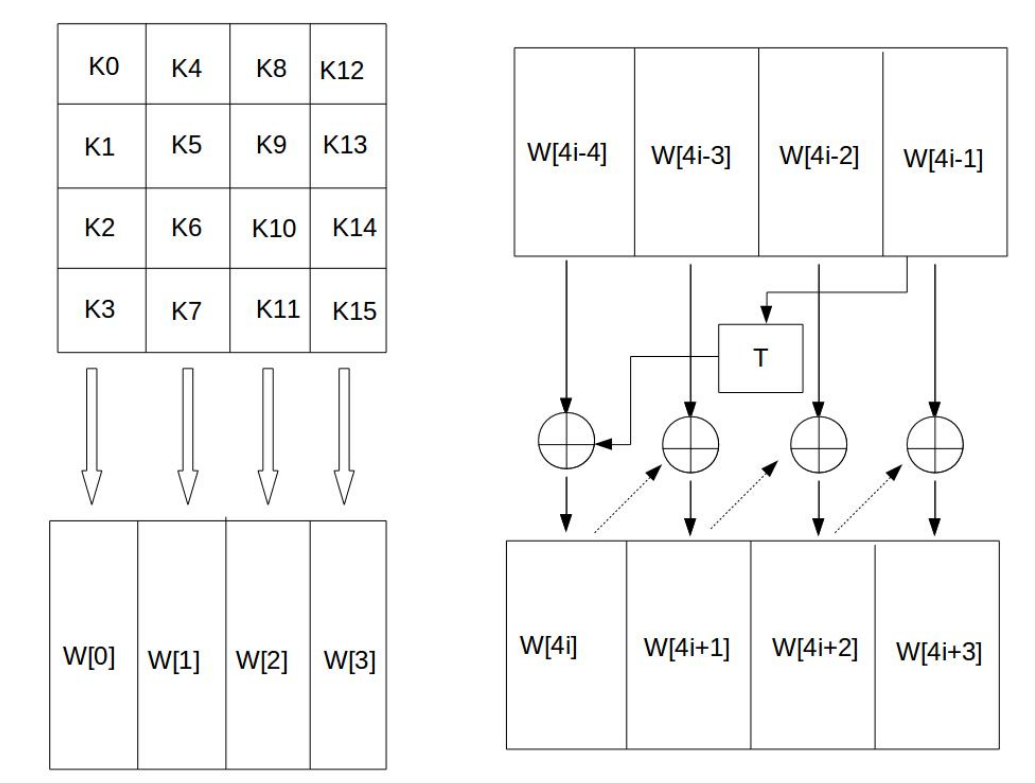 K0 K4 K8 K12
K1 K5 K9 K13
K2 K6 K10 K14
K3 K7 K11 K15
W[0] W[1] W[2] W[3]
W[4i-4] W[4i-3] W[4i-2] W[4i-1]
T
W[4i] W[4i+1] W[4i+2] W[4i+3]